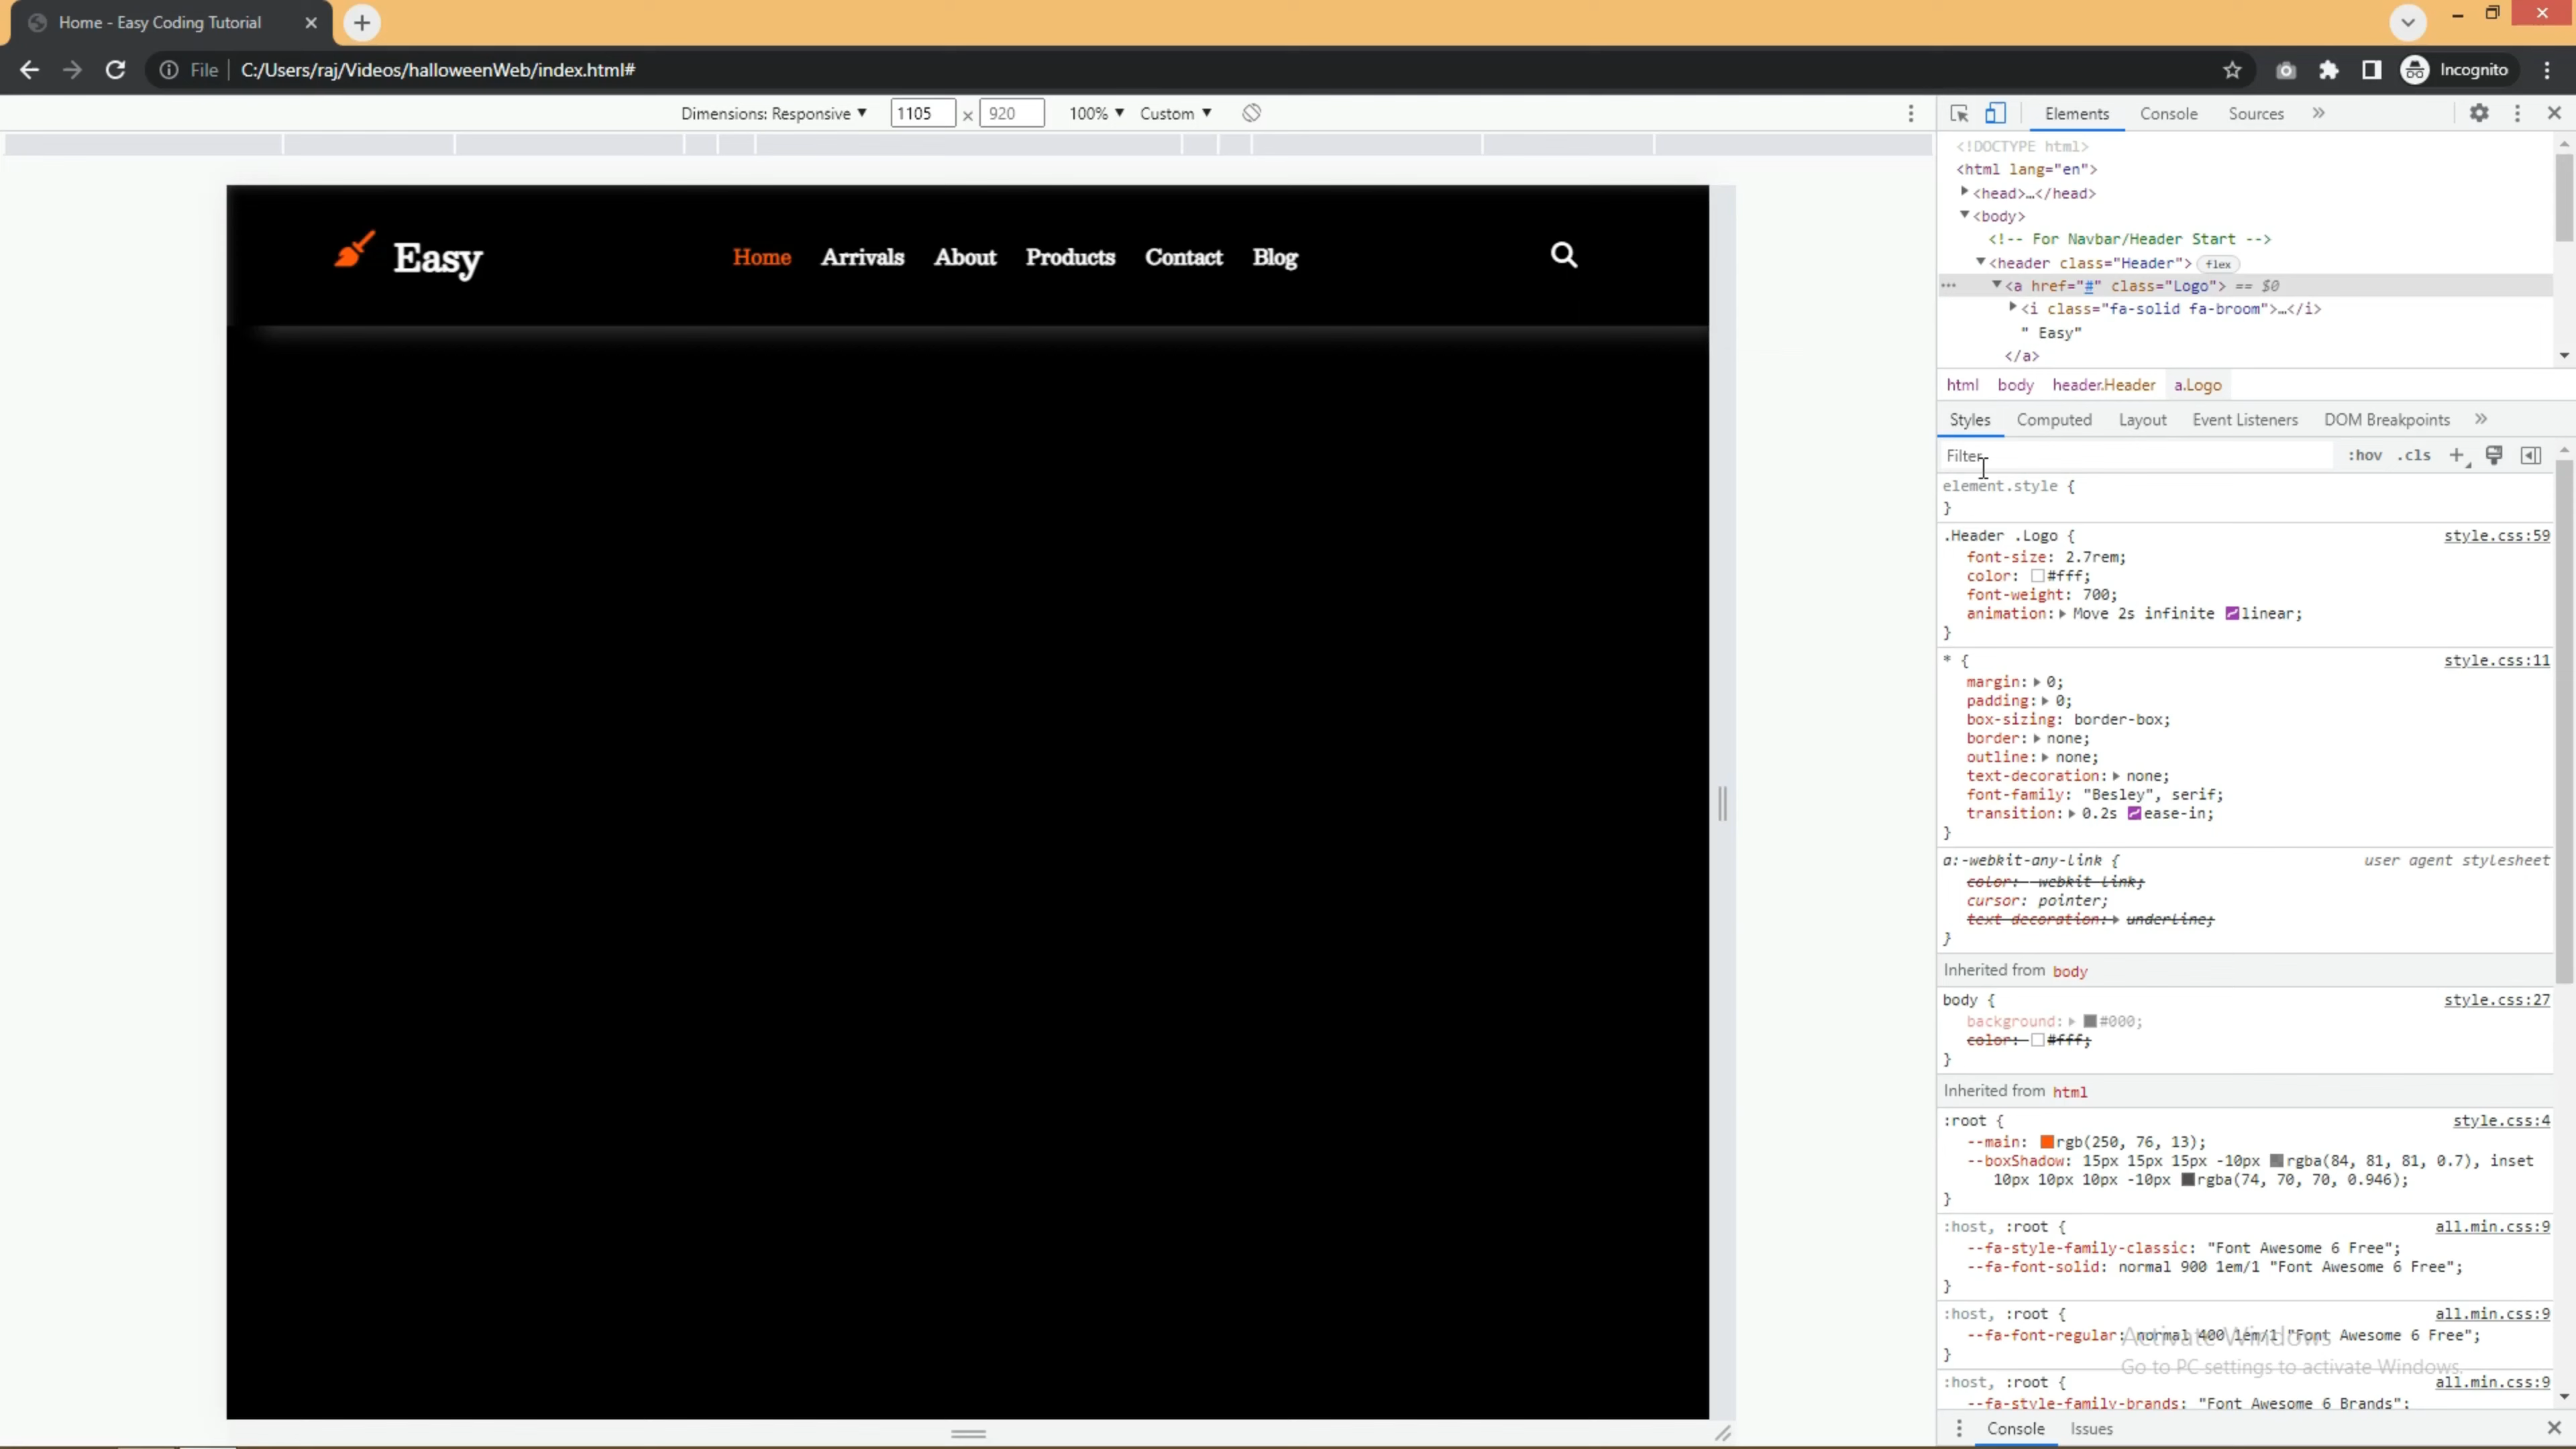 Home - Easy Coding Tutorial
File C:/Users/raj/Videos/halloweenWeb/index.html# Incognito
Dimensions: Responsive ▼ 1105 × 920 100% ▼ Custom ▼
Easy Home Arrivals About Products Contact Blog
Elements Console Sources »
<!DOCTYPE html>
<html lang="en">
<head>…</head>
<body>
<!-- For Navbar/Header Start -->
<header class="Header"> flex
<a href="#" class="Logo"> == $0
<i class="fa-solid fa-broom">…</i>
" Easy"
</a>
html body header.Header a.Logo
Styles Computed Layout Event Listeners DOM Breakpoints »
Filter :hov .cls +
element.style {
}
.Header .Logo { style.css:59
font-size: 2.7rem;
color: #fff;
font-weight: 700;
animation: Move 2s infinite linear;
}
* { style.css:11
margin: 0;
padding: 0;
box-sizing: border-box;
border: none;
outline: none;
text-decoration: none;
font-family: "Besley", serif;
transition: 0.2s ease-in;
}
a:-webkit-any-link { user agent stylesheet
color: -webkit-link;
cursor: pointer;
text-decoration: underline;
}
Inherited from body
body { style.css:27
background: #000;
color: #fff;
}
Inherited from html
:root { style.css:4
--main: rgb(250, 76, 13);
--boxShadow: 15px 15px 15px -10px rgba(84, 81, 81, 0.7), inset
10px 10px 10px -10px rgba(74, 70, 70, 0.946);
}
:host, :root { all.min.css:9
--fa-style-family-classic: "Font Awesome 6 Free";
--fa-font-solid: normal 900 1em/1 "Font Awesome 6 Free";
}
:host, :root { all.min.css:9
--fa-font-regular: normal 400 1em/1 "Font Awesome 6 Free";
Activate Windows
}
Go to PC settings to activate Windows.
:host, :root { all.min.css:9
--fa-style-family-brands: "Font Awesome 6 Brands";
Console Issues